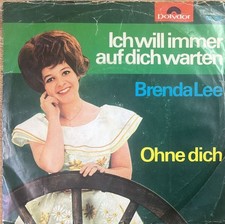 Polydor
Ich will immer
auf dich warten
Brenda Lee
Ohne dich